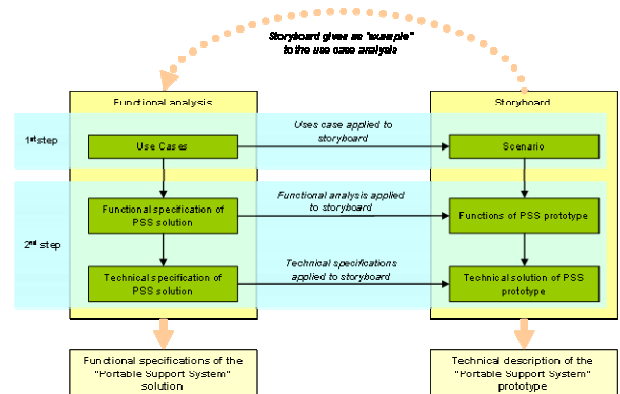 Storyboard gives an "example"
to the use case analysis
Functional analysis
Storyboard
1st step
Uses case applied to
storyboard
Use Cases
Scenario
2nd step
Functional analysis applied
to storyboard
Functional specification of
PSS solution
Functions of PSS prototype
Technical specifications
applied to storyboard
Technical specification of
PSS solution
Technical solution of PSS
prototype
Functional specifications of the
"Portable Support System"
solution
Technical description of the
"Portable Support System"
prototype